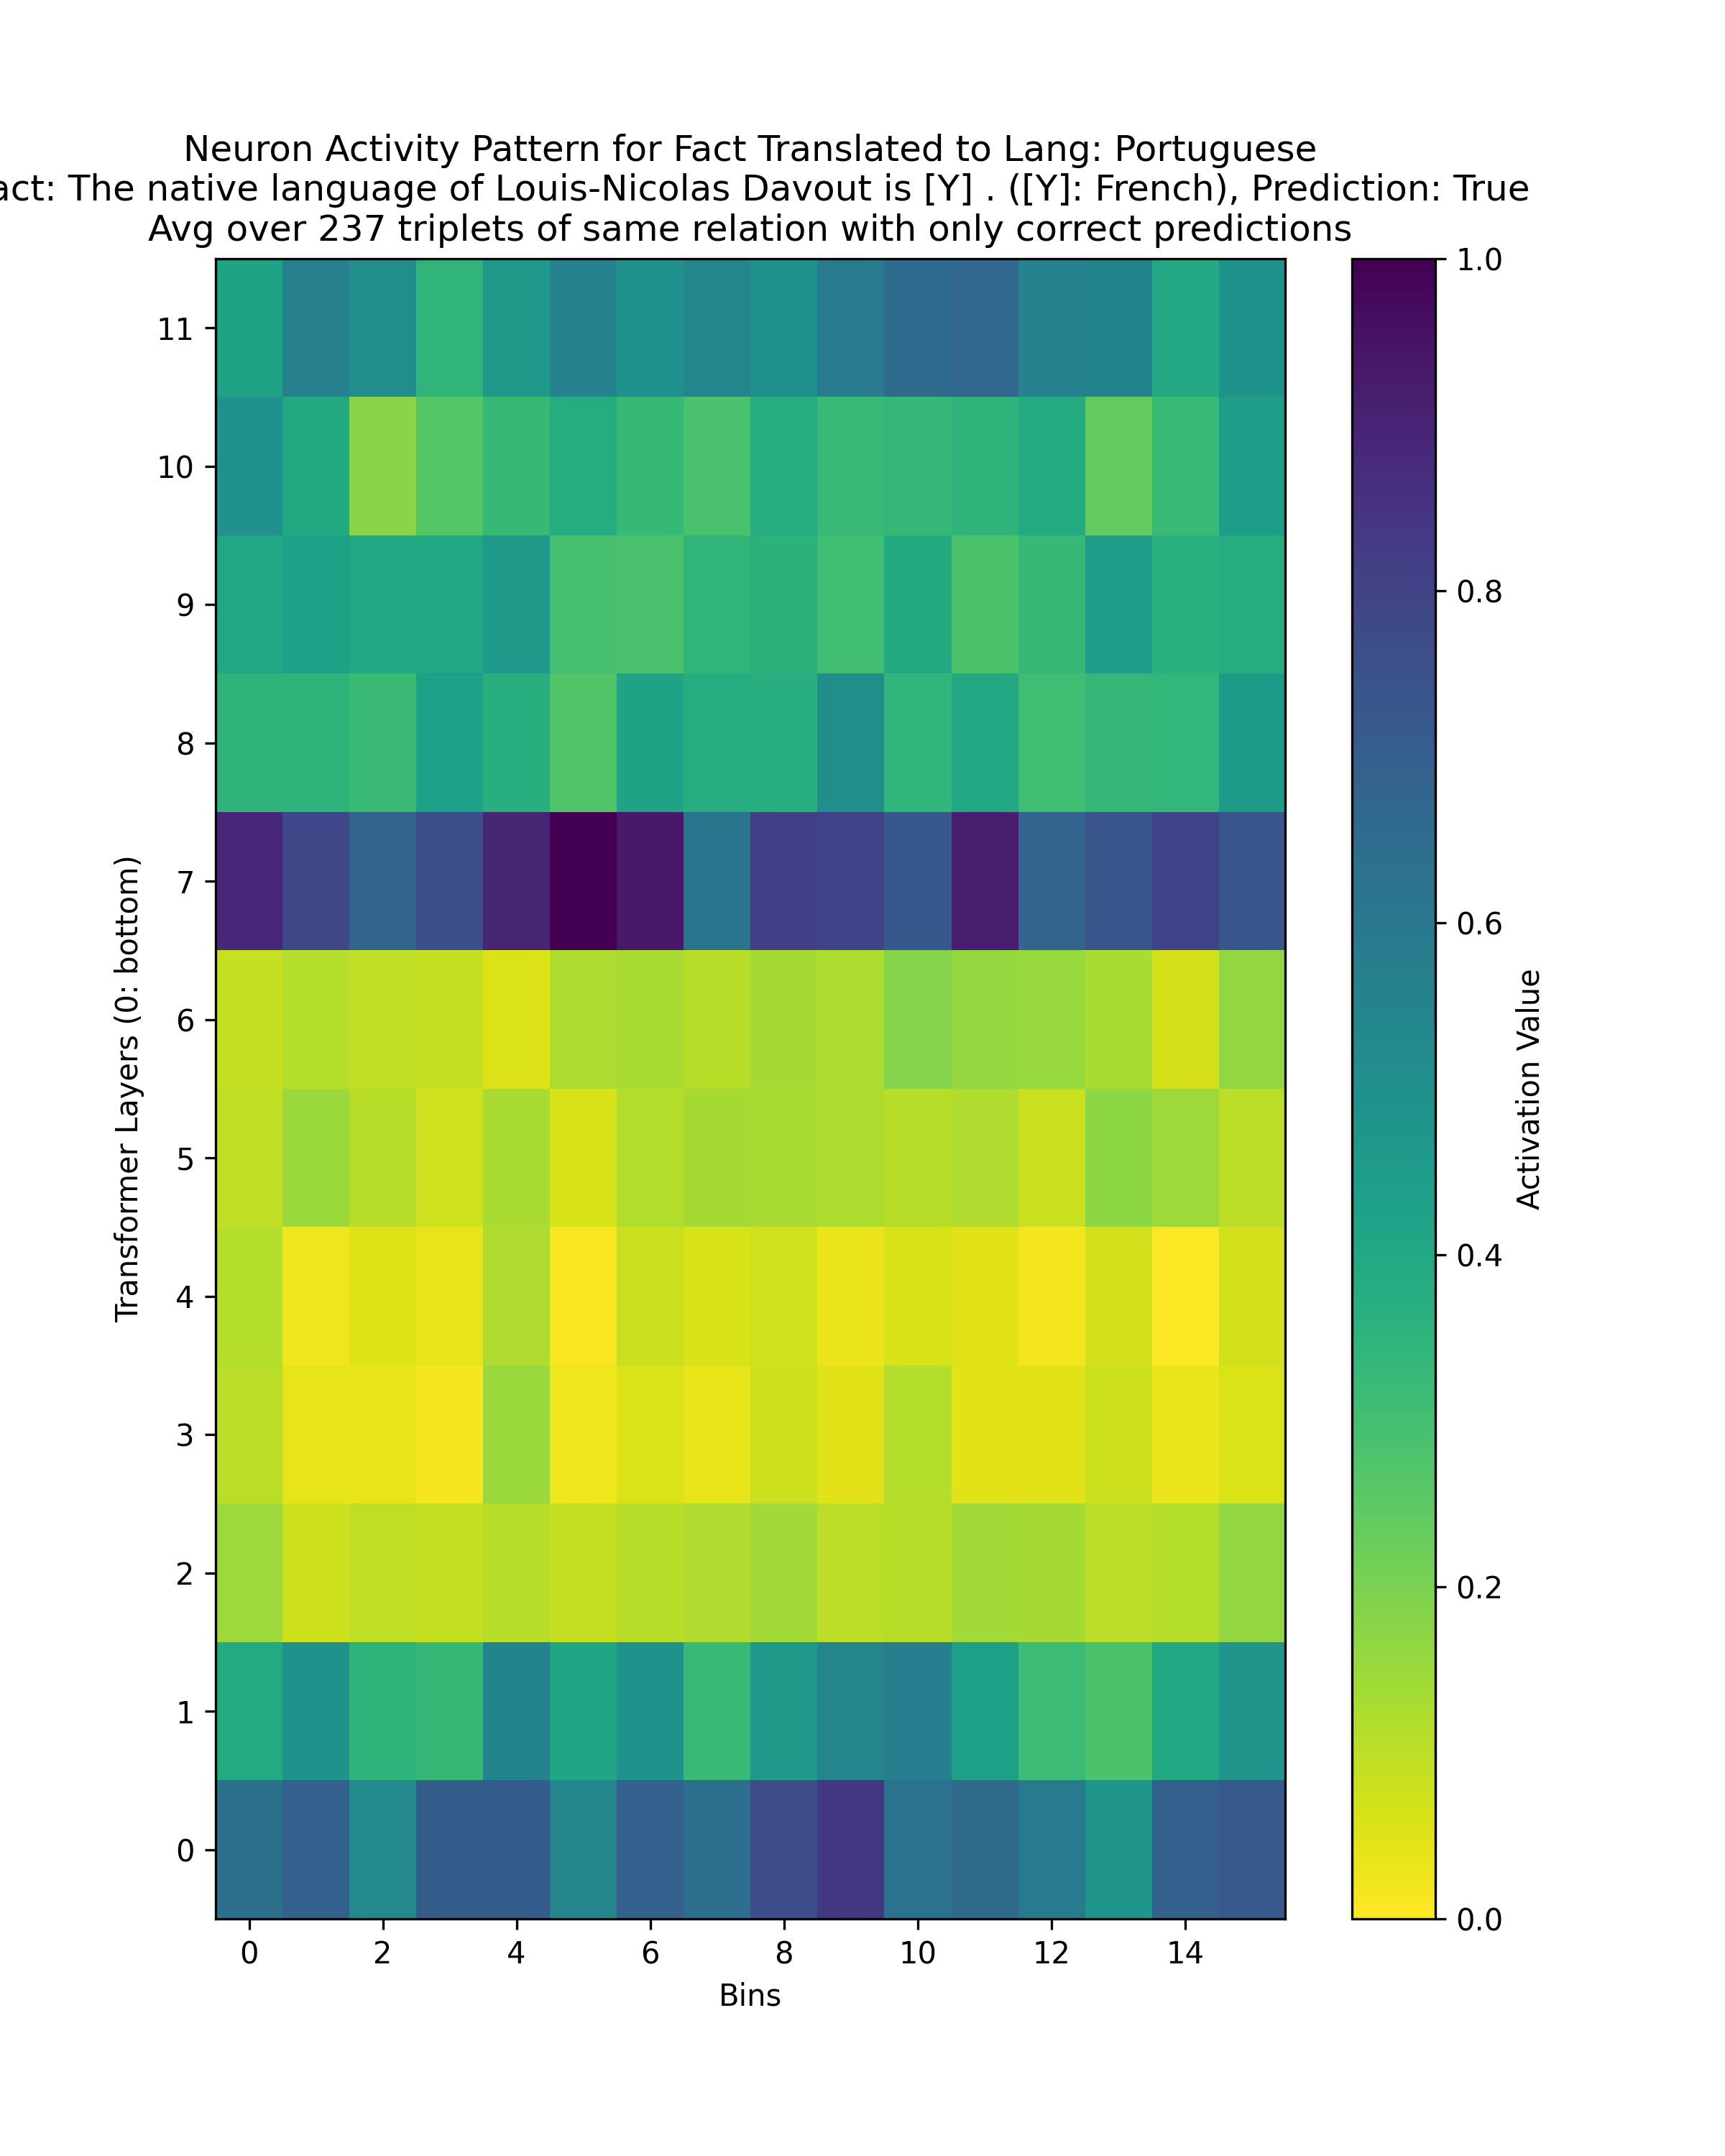 Neuron Activity Pattern for Fact Translated to Lang: Portuguese
act: The native language of Louis-Nicolas Davout is [Y] . ([Y]: French), Prediction: True
Avg over 237 triplets of same relation with only correct predictions
11
10
9
8
7
6
5
4
3
2
1
0
Transformer Layers (0: bottom)
0 2 4 6 8 10 12 14
Bins
1.0
0.8
0.6
0.4
0.2
0.0
Activation Value